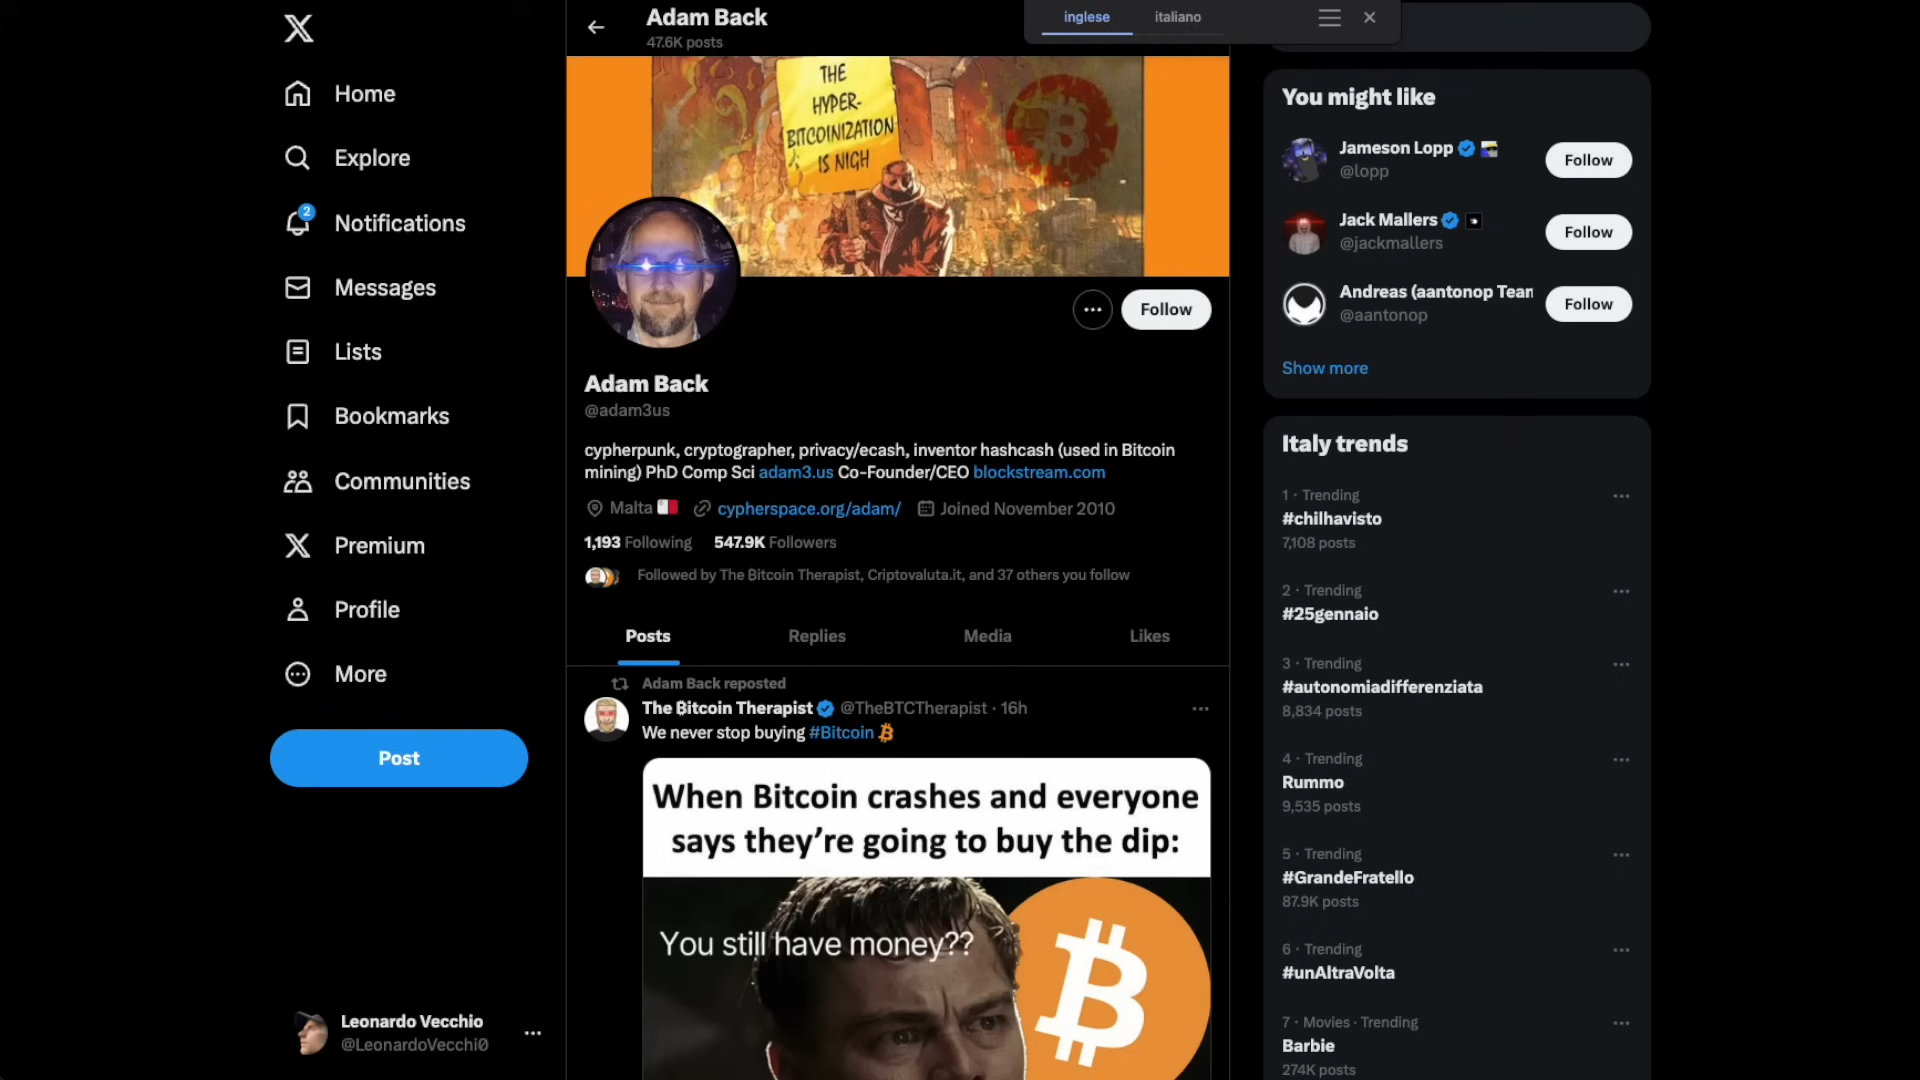 Home
Explore
2
Notifications
Messages
Lists
Bookmarks
Communities
Premium
Profile
More
Post
Leonardo Vecchio
@LeonardoVecchi0
Adam Back
47.6K posts
THE
HYPER-
BITCOINIZATION
IS NIGH
Follow
Adam Back
@adam3us
cypherpunk, cryptographer, privacy/ecash, inventor hashcash (used in Bitcoin
mining) PhD Comp Sci adam3.us Co-Founder/CEO blockstream.com
Malta cypherspace.org/adam/ Joined November 2010
1,193 Following 547.9K Followers
Followed by The Bitcoin Therapist, Criptovaluta.it, and 37 others you follow
Posts Replies Media Likes
Adam Back reposted
The ₿itcoin Therapist @TheBTCTherapist · 16h
We never stop buying #Bitcoin
When Bitcoin crashes and everyone
says they're going to buy the dip:
You still have money??
inglese italiano
You might like
Jameson Lopp
@lopp
Follow
Jack Mallers
@jackmallers
Follow
Andreas (aantonop Team
@aantonop
Follow
Show more
Italy trends
1 · Trending
#chilhavisto
7,108 posts
2 · Trending
#25gennaio
3 · Trending
#autonomiadifferenziata
8,834 posts
4 · Trending
Rummo
9,535 posts
5 · Trending
#GrandeFratello
87.9K posts
6 · Trending
#unAltraVolta
7 · Movies · Trending
Barbie
274K posts